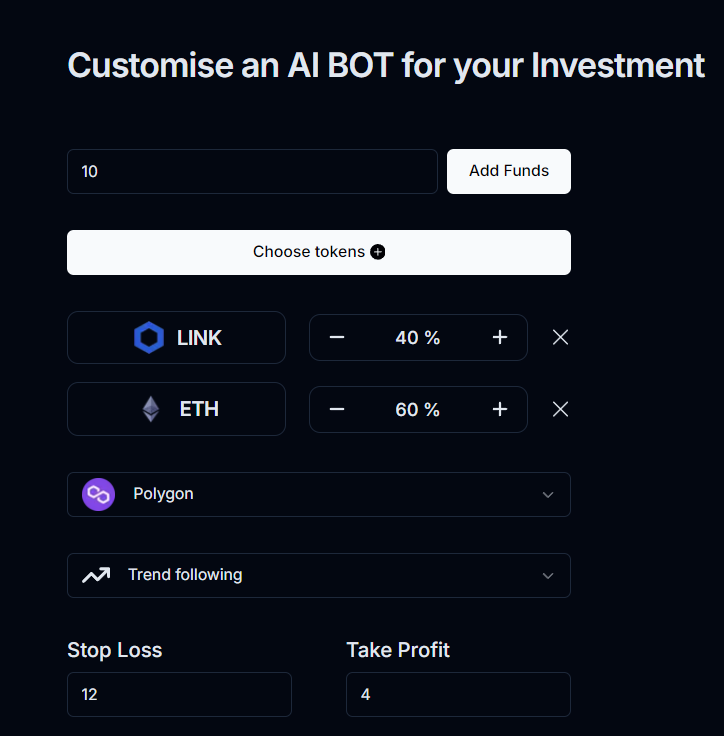 Customise an AI BOT for your Investment
10 Add Funds
Choose tokens
LINK 40 %
ETH 60 %
Polygon
Trend following
Stop Loss Take Profit
12 4